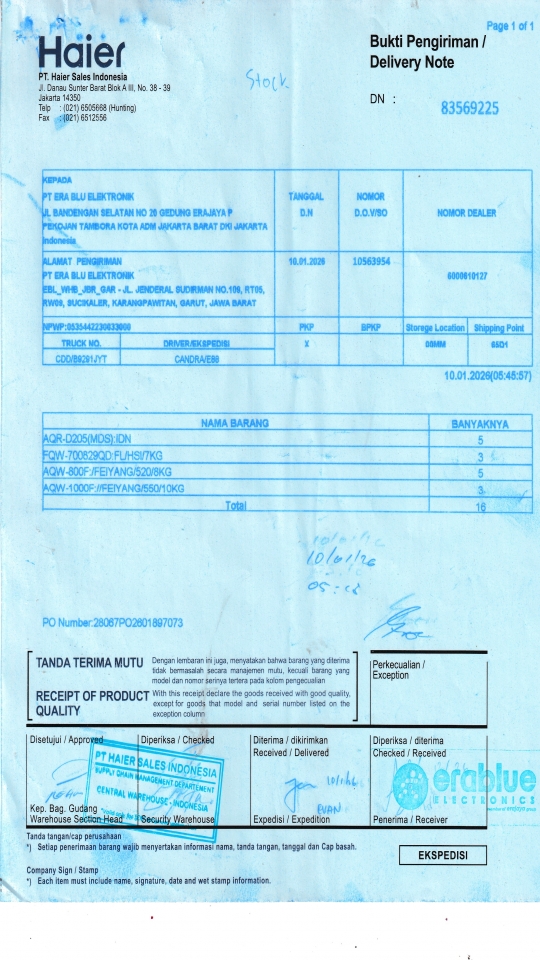 Page 1 of 1
Haier
PT. Haier Sales Indonesia
Jl. Danau Sunter Barat Blok A III, No. 38 - 39
Jakarta 14350
Telp : (021) 6505668 (Hunting)
Fax : (021) 6512556
Stock
Bukti Pengiriman /
Delivery Note
DN : 83569225
KEPADA
PT ERA BLU ELEKTRONIK
JL BANDENGAN SELATAN NO 20 GEDUNG ERAJAYA P
PEKOJAN TAMBORA KOTA ADM JAKARTA BARAT DKI JAKARTA
Indonesia
TANGGAL
D.N
NOMOR
D.O.V/SO
NOMOR DEALER
ALAMAT PENGIRIMAN
PT ERA BLU ELEKTRONIK
EBL_WHB_JBR_GAR - JL. JENDERAL SUDIRMAN NO.109, RT05,
RW09, SUCIKALER, KARANGPAWITAN, GARUT, JAWA BARAT
10.01.2026
10563954
NPWP:
PKP
BPKP
Storege Location
Shipping Point
TRUCK NO.
DRIVER/EKSPEDISI
X
00MM
65D1
CDD/B9291JYT
10.01.2026(05:45:57)
NAMA BARANG BANYAKNYA
AQR-D205(MDS):IDN 5
FQW-700829QD:FL/HSI/7KG 3
AQW-800F:/FEIYANG/520/8KG 5
AQW-1000F://FEIYANG/550/10KG 3
Total 16
10/01/26
PO Number:28067PO2601897073
TANDA TERIMA MUTU
Dengan lembaran ini juga, menyatakan bahwa barang yang diterima
tidak bermasalah secara manajemen mutu, kecuali barang yang
model dan nomor serinya tertera pada kolom pengecualian
RECEIPT OF PRODUCT
QUALITY
With this receipt declare the goods received with good quality,
except for goods that model and serial number listed on the
exception column
Perkecualian /
Exception
Disetujui / Approved
Diperiksa / Checked
Diterima / dikirimkan
Received / Delivered
Diperiksa / diterima
Checked / Received
PT HAIER SALES INDONESIA
SUPPLY CHAIN MANAGEMENT DEPARTEMENT
CENTRAL WAREHOUSE - INDONESIA
erablue
ELECTRONICS
Kep. Bag. Gudang
Warehouse Section Head
Security Warehouse
Expedisi / Expedition
Penerima / Receiver
Tanda tangan/cap perusahaan
*) Setiap penerimaan barang wajib menyertakan informasi nama, tanda tangan, tanggal dan Cap basah.
EKSPEDISI
Company Sign / Stamp
*) Each item must include name, signature, date and wet stamp information.